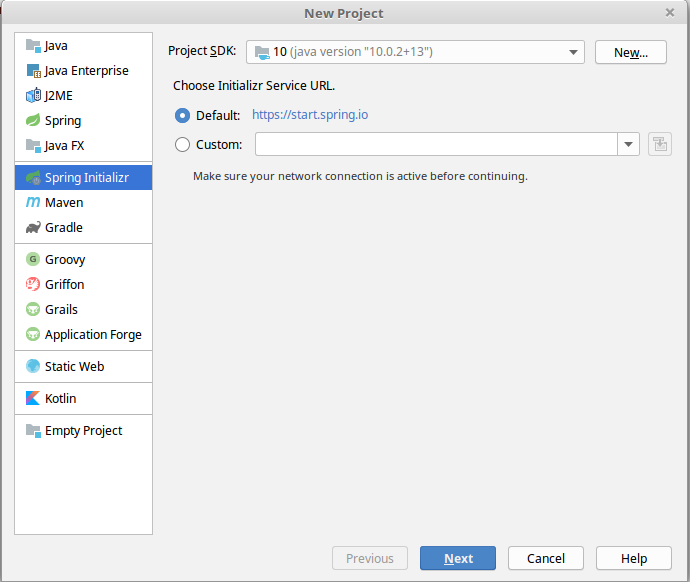 New Project
Java
Java Enterprise
J2ME
Spring
Java FX
Spring Initializr
Maven
Gradle
Groovy
Griffon
Grails
Application Forge
Static Web
Kotlin
Empty Project
Project SDK:
10 (java version "10.0.2+13")
New...
Choose Initializr Service URL.
Default: https://start.spring.io
Custom:
Make sure your network connection is active before continuing.
Previous
Next
Cancel
Help